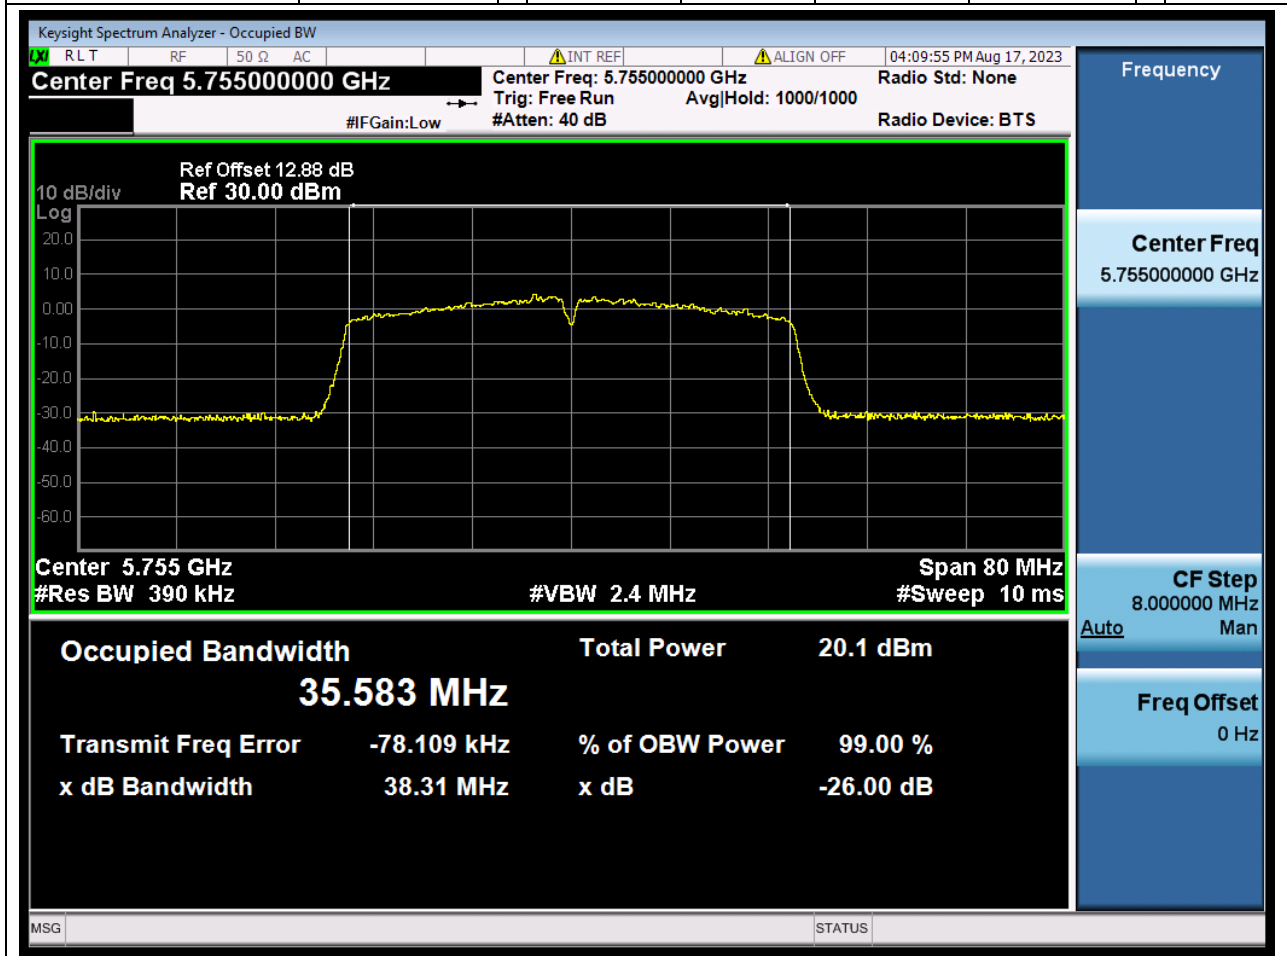 Keysight Spectrum Analyzer - Occupied BW
LXI RLT RF 50 Ω AC INT REF ALIGN OFF 04:09:55 PM Aug 17, 2023
Center Freq 5.755000000 GHz
Center Freq: 5.755000000 GHz Radio Std: None
Trig: Free Run Avg|Hold: 1000/1000
#IFGain:Low #Atten: 40 dB Radio Device: BTS
Ref Offset 12.88 dB
10 dB/div Ref 30.00 dBm
Log
20.0
10.0
0.00
-10.0
-20.0
-30.0
-40.0
-50.0
-60.0
Center 5.755 GHz Span 80 MHz
#Res BW 390 kHz #VBW 2.4 MHz #Sweep 10 ms
Occupied Bandwidth Total Power 20.1 dBm
35.583 MHz
Transmit Freq Error -78.109 kHz % of OBW Power 99.00 %
x dB Bandwidth 38.31 MHz x dB -26.00 dB
MSG STATUS
Frequency
Center Freq
5.755000000 GHz
CF Step
8.000000 MHz
Auto Man
Freq Offset
0 Hz